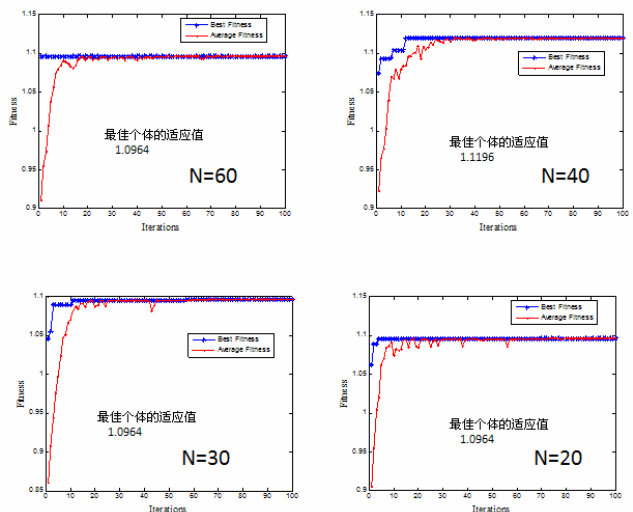 1.2
1.15
1.1
1.05
1
0.95
0.9
Fitness
Best Fitness
Average Fitness
最佳个体的适应值
1.0964
N=60
0 10 20 30 40 50 60 70 80 90 100
Iterations
1.15
1.1
1.05
1
0.95
0.9
Fitness
Best Fitness
Average Fitness
最佳个体的适应值
1.1196
N=40
0 10 20 30 40 50 60 70 80 90 100
Iterations
1.1
1.05
1
0.95
0.9
0.85
Fitness
Best Fitness
Average Fitness
最佳个体的适应值
1.0964
N=30
0 10 20 30 40 50 60 70 80 90 100
Iterations
1.15
1.1
1.05
1
0.95
0.9
Fitness
Best Fitness
Average Fitness
最佳个体的适应值
1.0964
N=20
0 10 20 30 40 50 60 70 80 90 100
Iterations